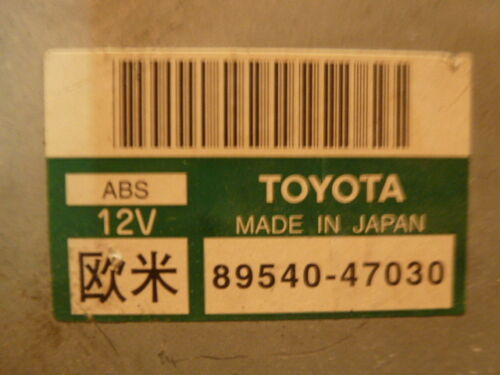 ABS
TOYOTA
12V
MADE IN JAPAN
欧米
89540-47030